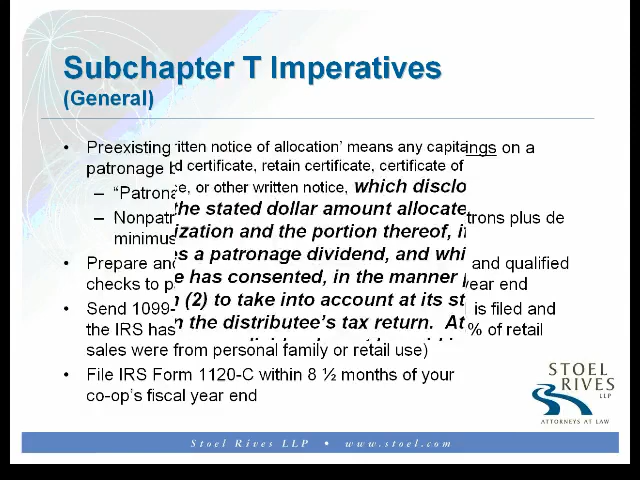 Subchapter T Imperatives
(General)
• Preexisting ritten notice of allocation' means any capita ings on a
patronage b d certificate, retain certificate, certificate of
– "Patrona ce, or other written notice, which disclo
– Nonpatr the stated dollar amount allocate trons plus de
minimus ization and the portion thereof, i
es a patronage dividend, and whi
• Prepare and e has consented, in the manner and qualified
checks to p n (2) to take into account at its st year end
• Send 1099- n the distributee's tax return. At is filed and
the IRS has % of retail
sales were from personal family or retail use)
• File IRS Form 1120-C within 8 ½ months of your
co-op's fiscal year end
STOEL
RIVES
LLP
ATTORNEYS AT LAW
Stoel Rives LLP • www.stoel.com